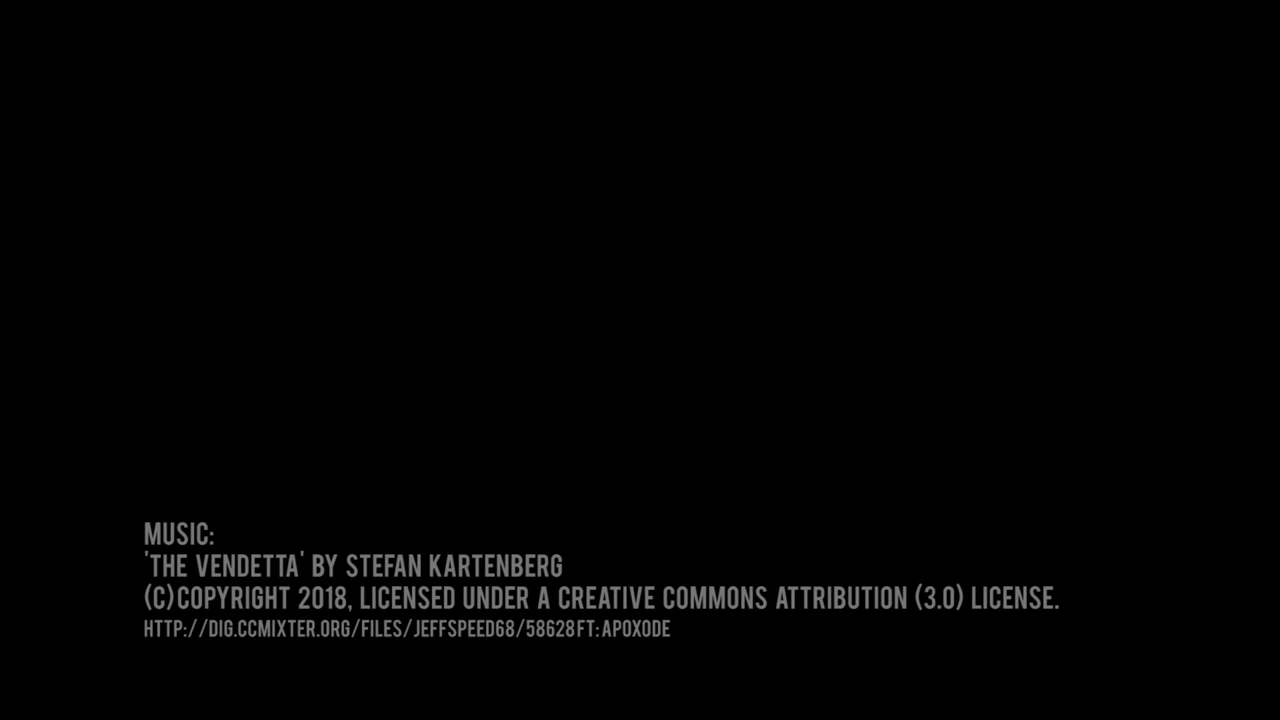 MUSIC:
'THE VENDETTA' BY STEFAN KARTENBERG
(C)COPYRIGHT 2018, LICENSED UNDER A CREATIVE COMMONS ATTRIBUTION (3.0) LICENSE.
HTTP://DIG.CCMIXTER.ORG/FILES/JEFFSPEED68/58628FT: APOXODE